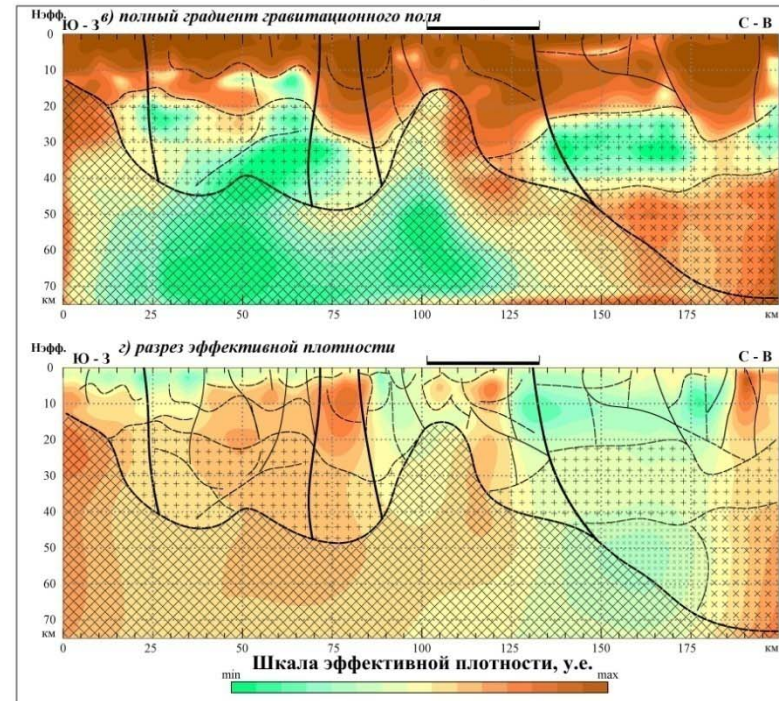 в) полный градиент гравитационного поля
Нэфф.
Ю - З
С - В
0
10
20
30
40
50
60
70
км
0 25 50 75 100 125 150 175 км
г) разрез эффективной плотности
Нэфф.
Ю - З
С - В
0
10
20
30
40
50
60
70
км
0 25 50 75 100 125 150 175 км
Шкала эффективной плотности, у.е.
min max